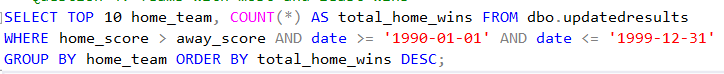 SELECT TOP 10 home_team, COUNT(*) AS total_home_wins FROM dbo.updatedresults
WHERE home_score > away_score AND date >= '1990-01-01' AND date <= '1999-12-31'
GROUP BY home_team ORDER BY total_home_wins DESC;